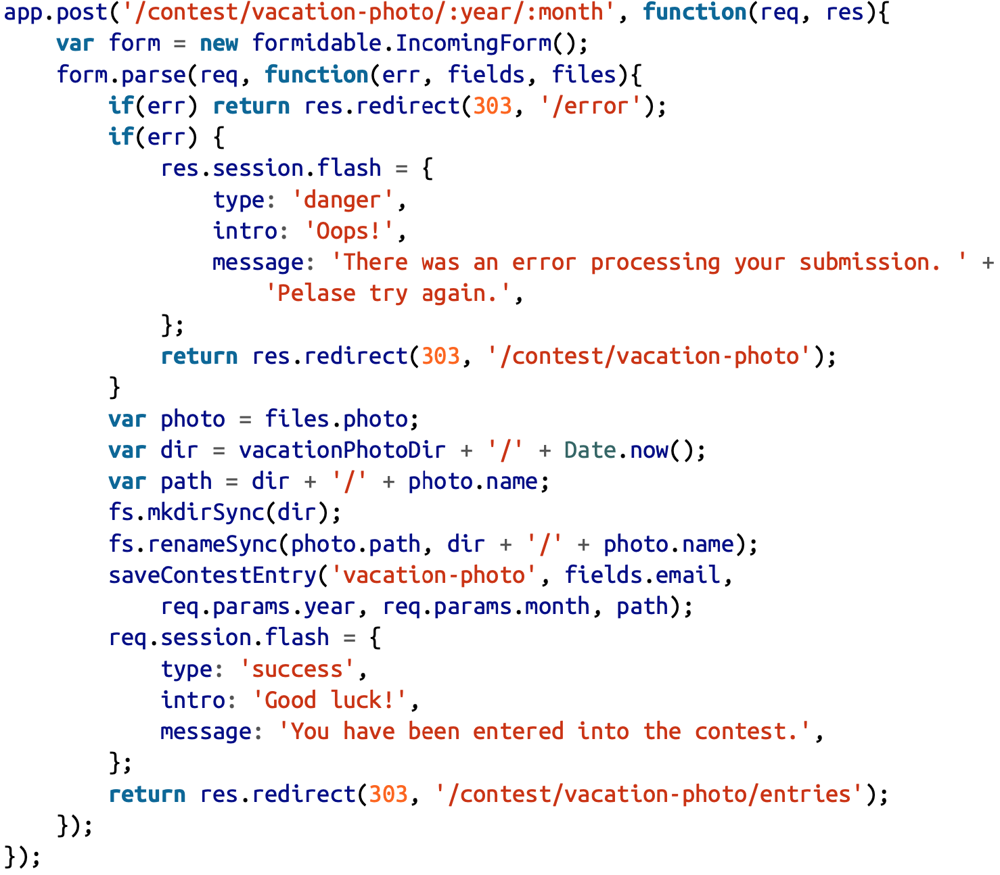 app.post('/contest/vacation-photo/:year/:month', function(req, res){
    var form = new formidable.IncomingForm();
    form.parse(req, function(err, fields, files){
        if(err) return res.redirect(303, '/error');
        if(err) {
            res.session.flash = {
                type: 'danger',
                intro: 'Oops!',
                message: 'There was an error processing your submission. ' +
                    'Pelase try again.',
            };
            return res.redirect(303, '/contest/vacation-photo');
        }
        var photo = files.photo;
        var dir = vacationPhotoDir + '/' + Date.now();
        var path = dir + '/' + photo.name;
        fs.mkdirSync(dir);
        fs.renameSync(photo.path, dir + '/' + photo.name);
        saveContestEntry('vacation-photo', fields.email,
            req.params.year, req.params.month, path);
        req.session.flash = {
            type: 'success',
            intro: 'Good luck!',
            message: 'You have been entered into the contest.',
        };
        return res.redirect(303, '/contest/vacation-photo/entries');
    });
});